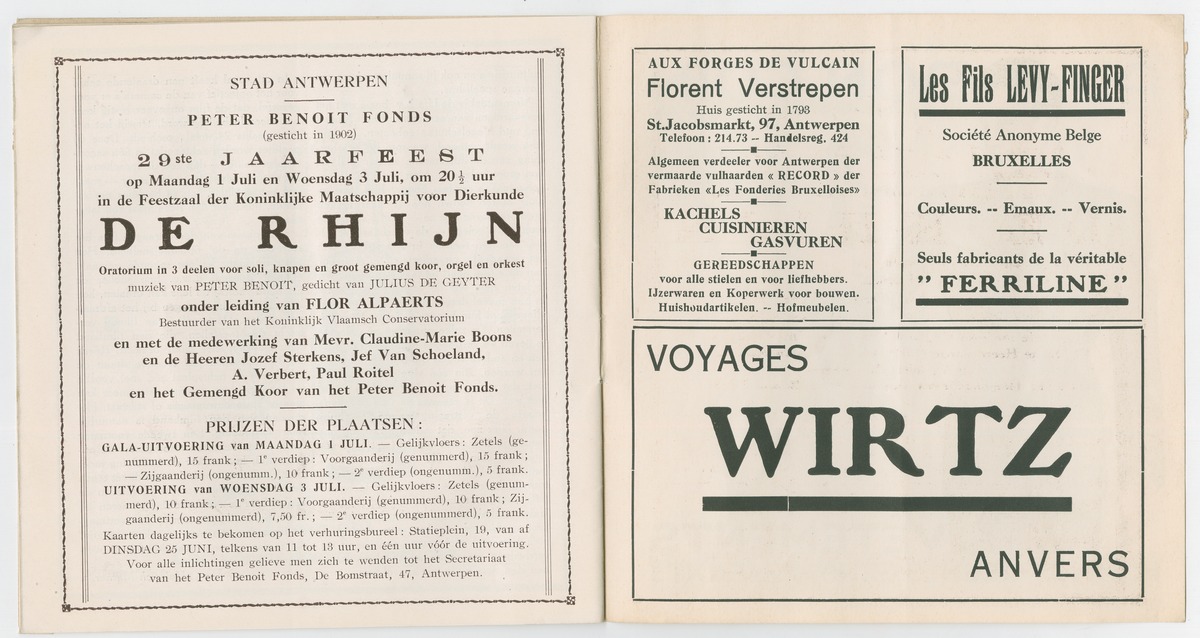 STAD ANTWERPEN
PETER BENOIT FONDS
(gesticht in 1902)
29ste JAARFEEST
op Maandag 1 Juli en Woensdag 3 Juli, om 20 ½ uur
in de Feestzaal der Koninklijke Maatschappij voor Dierkunde
DE RHIJN
Oratorium in 3 deelen voor soli, knapen en groot gemengd koor, orgel en orkest
muziek van PETER BENOIT, gedicht van JULIUS DE GEYTER
onder leiding van FLOR ALPAERTS
Bestuurder van het Koninklijk Vlaamsch Conservatorium
en met de medewerking van Mevr. Claudine-Marie Boons
en de Heeren Jozef Sterkens, Jef Van Schoeland,
A. Verbert, Paul Roitel
en het Gemengd Koor van het Peter Benoit Fonds.
PRIJZEN DER PLAATSEN :
GALA-UITVOERING van MAANDAG 1 JULI. — Gelijkvloers : Zetels (ge-
nummerd), 15 frank ; — 1e verdiep : Voorgaanderij (genummerd), 15 frank ;
— Zijgaanderij (ongenumm.), 10 frank ; — 2e verdiep (ongenumm.), 5 frank.
UITVOERING van WOENSDAG 3 JULI. — Gelijkvloers : Zetels (genum-
merd), 10 frank ; — 1e verdiep : Voorgaanderij (genummerd), 10 frank ; Zij-
gaanderij (ongenummerd), 7,50 fr. ; — 2e verdiep (ongenummerd), 5 frank.
Kaarten dagelijks te bekomen op het verhuringsbureel : Statieplein, 19, van af
DINSDAG 25 JUNI, telkens van 11 tot 13 uur, en één uur vóór de uitvoering.
Voor alle inlichtingen gelieve men zich te wenden tot het Secretariaat
van het Peter Benoit Fonds, De Bomstraat, 47, Antwerpen.
AUX FORGES DE VULCAIN
Florent Verstrepen
Huis gesticht in 1793
St.Jacobsmarkt, 97, Antwerpen
Telefoon : 214.73 -- Handelsreg. 424
Algemeen verdeeler voor Antwerpen der
vermaarde vulhaarden « RECORD » der
Fabrieken «Les Fonderies Bruxelloises»
KACHELS
CUISINIEREN
GASVUREN
GEREEDSCHAPPEN
voor alle stielen en voor liefhebbers.
IJzerwaren en Koperwerk voor bouwen.
Huishoudartikelen. -- Hofmeubelen.
Les Fils LEVY-FINGER
Société Anonyme Belge
BRUXELLES
Couleurs. -- Emaux. -- Vernis.
Seuls fabricants de la véritable
" FERRILINE "
VOYAGES
WIRTZ
ANVERS